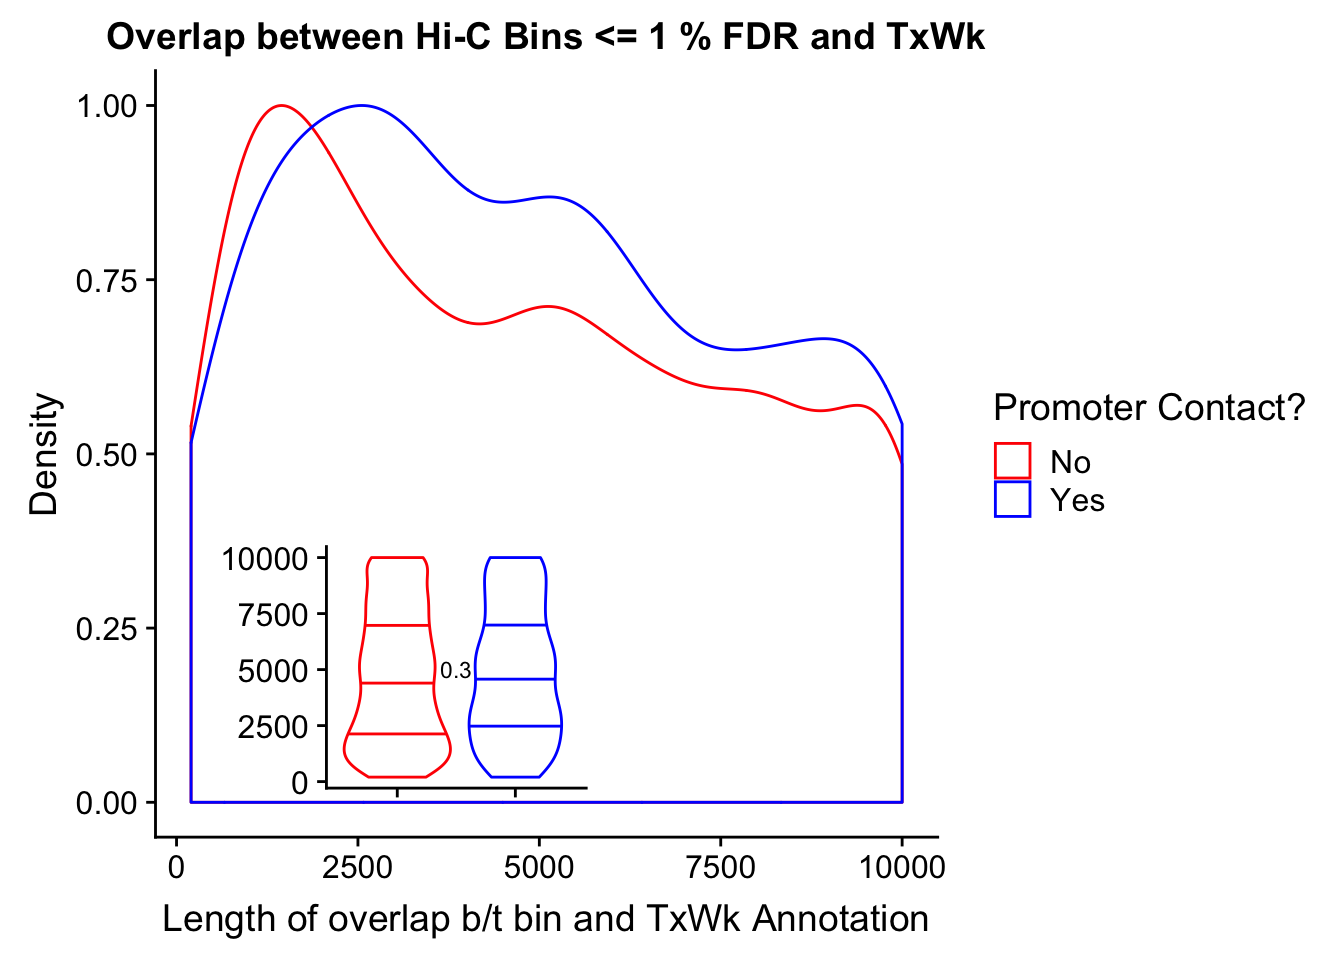 Overlap between Hi-C Bins <= 1 % FDR and TxWk
1.00
0.75
0.50
0.25
0.00
Density
10000
7500
5000
2500
0
0.3
0 2500 5000 7500 10000
Length of overlap b/t bin and TxWk Annotation
Promoter Contact?
No
Yes